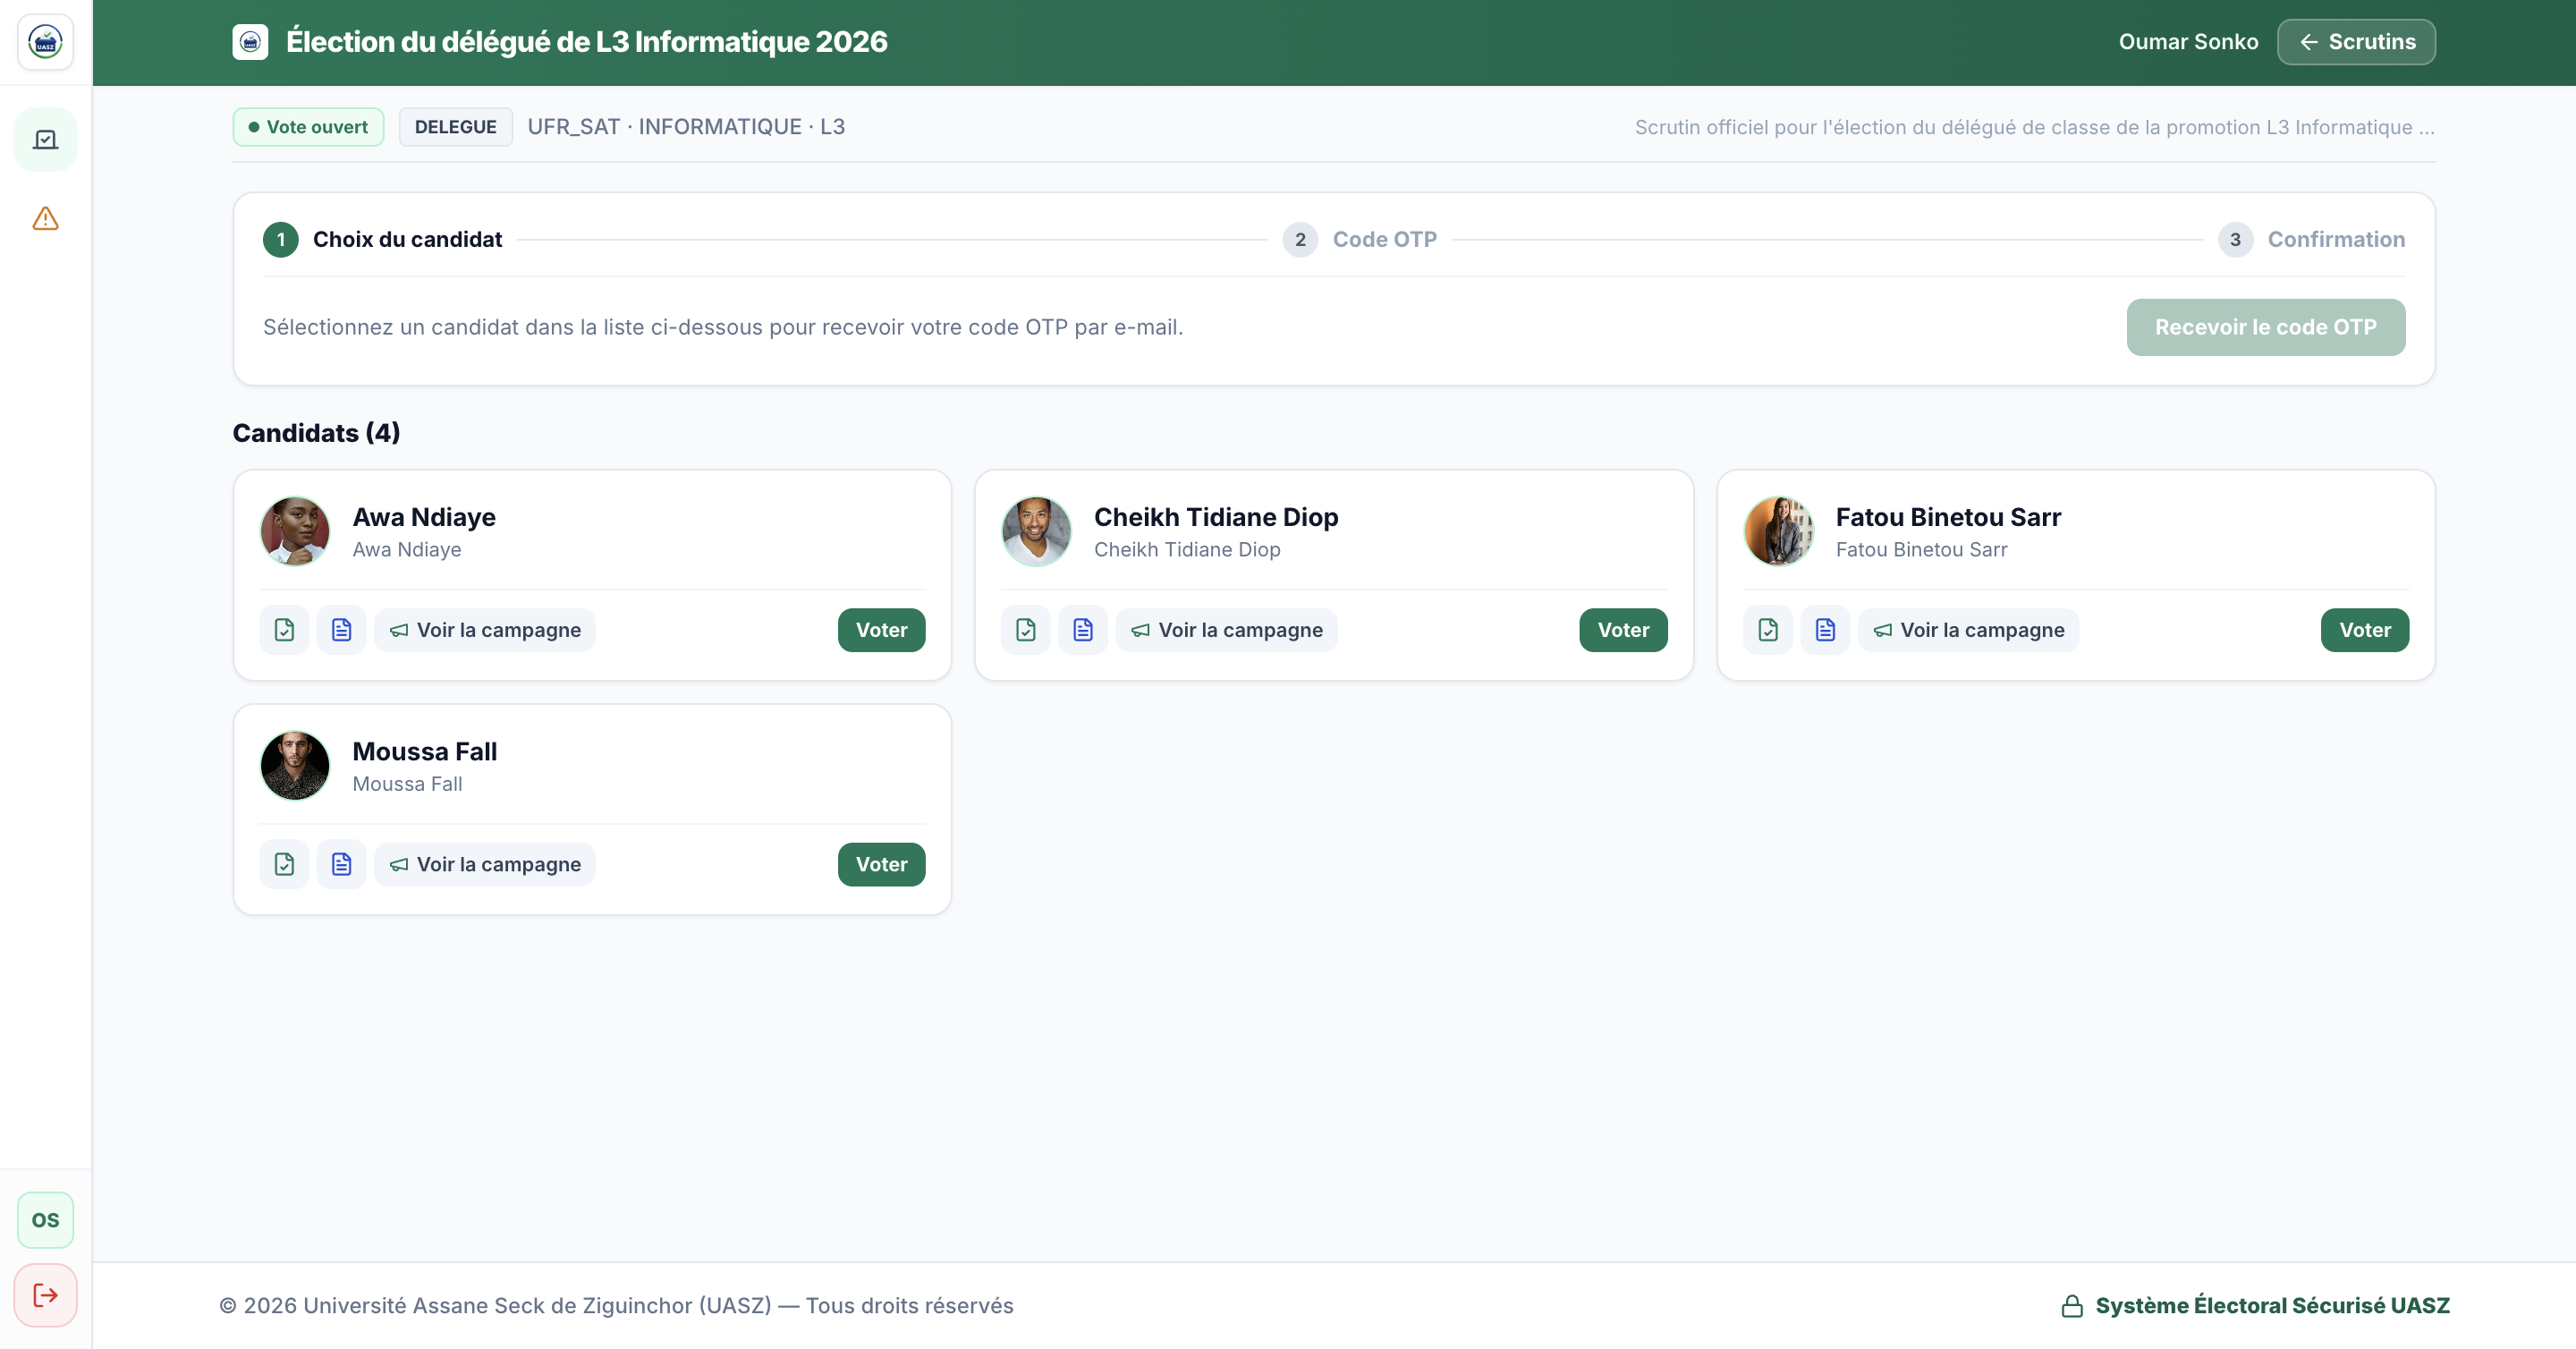 UASZ
Élection du délégué de L3 Informatique 2026
Oumar Sonko
← Scrutins
Vote ouvert
DELEGUE
UFR_SAT · INFORMATIQUE · L3
Scrutin officiel pour l'élection du délégué de classe de la promotion L3 Informatique ...
1 Choix du candidat
2 Code OTP
3 Confirmation
Sélectionnez un candidat dans la liste ci-dessous pour recevoir votre code OTP par e-mail.
Recevoir le code OTP
Candidats (4)
Awa Ndiaye
Awa Ndiaye
Voir la campagne
Voter
Cheikh Tidiane Diop
Cheikh Tidiane Diop
Voir la campagne
Voter
Fatou Binetou Sarr
Fatou Binetou Sarr
Voir la campagne
Voter
Moussa Fall
Moussa Fall
Voir la campagne
Voter
OS
© 2026 Université Assane Seck de Ziguinchor (UASZ) — Tous droits réservés
Système Électoral Sécurisé UASZ